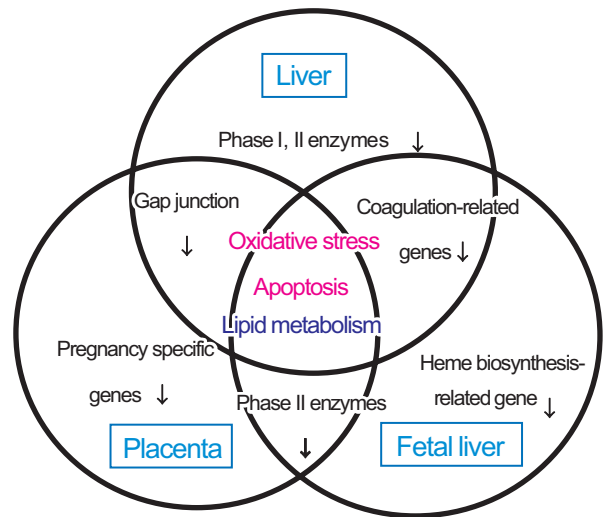 Liver
Phase I, II enzymes ↓
Gap junction
↓
Coagulation-related
genes ↓
Oxidative stress
Apoptosis
Lipid metabolism
Pregnancy specific
genes ↓
Placenta
Phase II enzymes
↓
Heme biosynthesis-
related gene ↓
Fetal liver